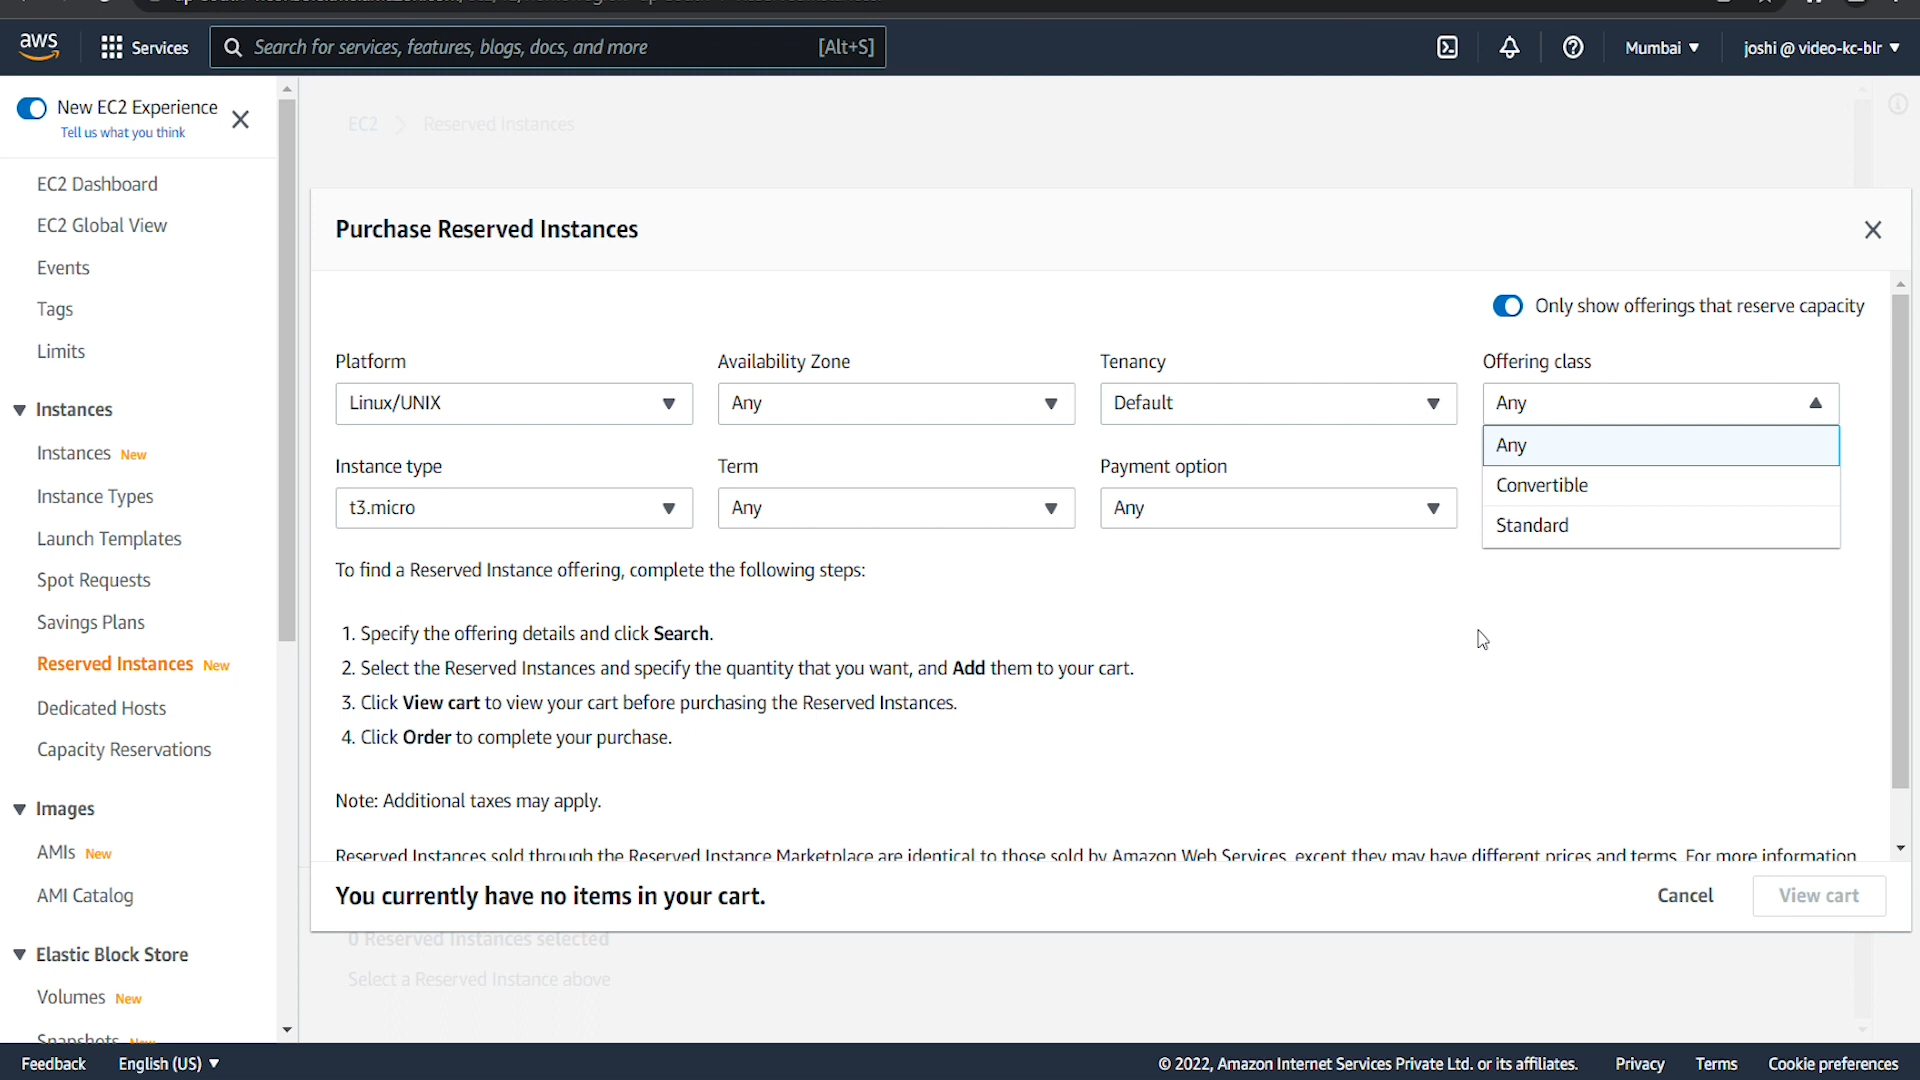 aws
Services
Search for services, features, blogs, docs, and more
[Alt+S]
Mumbai ▼
joshi @ video-kc-blr ▼
New EC2 Experience
Tell us what you think
EC2 Dashboard
EC2 Global View
Events
Tags
Limits
Instances
Instances New
Instance Types
Launch Templates
Spot Requests
Savings Plans
Reserved Instances New
Dedicated Hosts
Capacity Reservations
Images
AMIs New
AMI Catalog
Elastic Block Store
Volumes New
Snapshots New
EC2 > Reserved Instances
Purchase Reserved Instances
Only show offerings that reserve capacity
Platform
Linux/UNIX
Availability Zone
Any
Tenancy
Default
Offering class
Any
Any
Convertible
Standard
Instance type
t3.micro
Term
Any
Payment option
Any
To find a Reserved Instance offering, complete the following steps:
1. Specify the offering details and click Search.
2. Select the Reserved Instances and specify the quantity that you want, and Add them to your cart.
3. Click View cart to view your cart before purchasing the Reserved Instances.
4. Click Order to complete your purchase.
Note: Additional taxes may apply.
Reserved Instances sold through the Reserved Instance Marketplace are identical to those sold by Amazon Web Services, except they may have different prices and terms. For more information
You currently have no items in your cart.
Cancel
View cart
0 Reserved Instances selected
Select a Reserved Instance above
Feedback
English (US) ▼
© 2022, Amazon Internet Services Private Ltd. or its affiliates.
Privacy
Terms
Cookie preferences